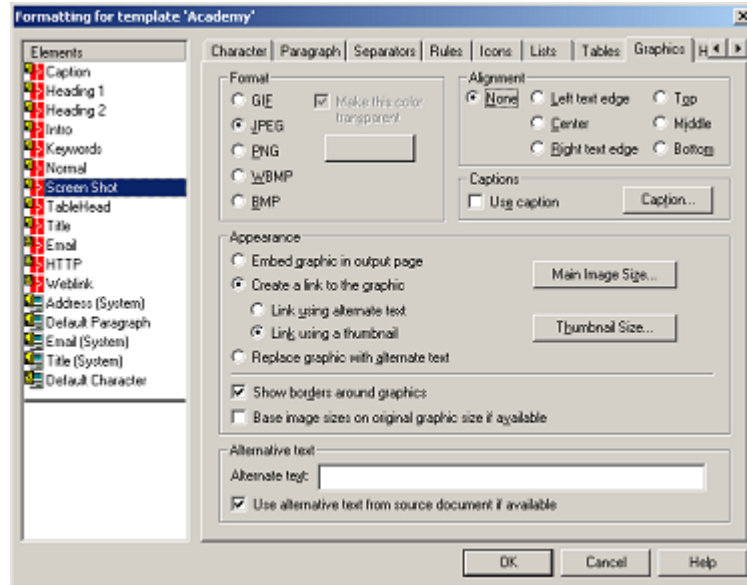 Formatting for template 'Academy'
Elements
Caption
Heading 1
Heading 2
Intro
Keywords
Normal
Screen Shot
TableHead
Title
Email
HTTP
Weblink
Address (System)
Default Paragraph
Email (System)
Title (System)
Default Character
Character Paragraph Separators Rules Icons Lists Tables Graphics H
Format
GIF
JPEG
PNG
WBMP
BMP
Make this color
transparent
Alignment
None Left text edge Top
Center Middle
Right text edge Bottom
Captions
Use caption Caption...
Appearance
Embed graphic in output page
Create a link to the graphic
Link using alternate text
Link using a thumbnail
Replace graphic with alternate text
Main Image Size...
Thumbnail Size...
Show borders around graphics
Base image sizes on original graphic size if available
Alternative text
Alternate text:
Use alternative text from source document if available
OK Cancel Help